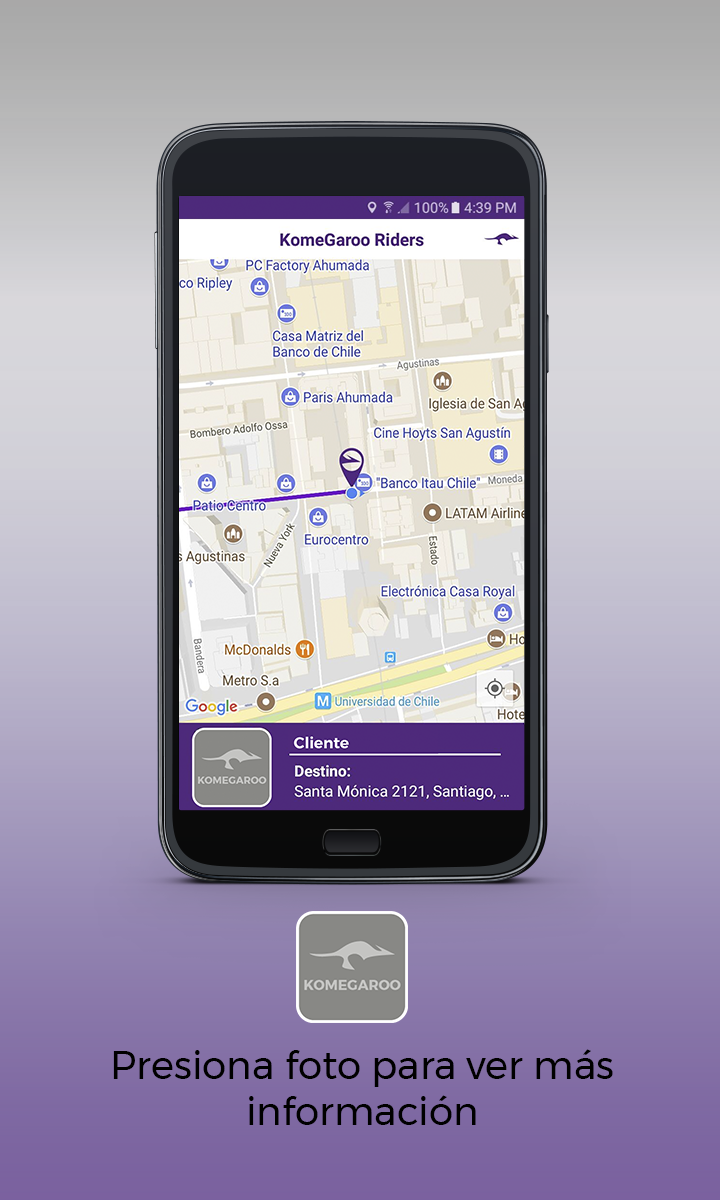 100% 4:39 PM
KomeGaroo Riders
PC Factory Ahumada
co Ripley
Casa Matriz del
Banco de Chile
Agustinas
Paris Ahumada
Iglesia de San Ag
Bombero Adolfo Ossa
Cine Hoyts San Agustín
"Banco Itau Chile"
Moneda
Patio Centro
LATAM Airline
Eurocentro
Nueva York
Estado
s Agustinas
Electrónica Casa Royal
Bandera
McDonalds
Ho
Metro S.a
Google
M
Universidad de Chile
Hote
KOMEGAROO
Cliente
Destino:
Santa Mónica 2121, Santiago, ...
KOMEGAROO
Presiona foto para ver más
información